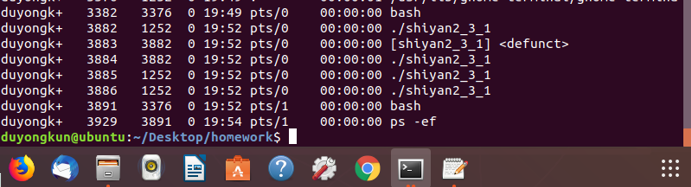 duyongk+ 3382 3376 0 19:49 pts/0 00:00:00 bash
duyongk+ 3882 1252 0 19:52 pts/0 00:00:00 ./shiyan2_3_1
duyongk+ 3883 3882 0 19:52 pts/0 00:00:00 [shiyan2_3_1] <defunct>
duyongk+ 3884 3882 0 19:52 pts/0 00:00:00 ./shiyan2_3_1
duyongk+ 3885 1252 0 19:52 pts/0 00:00:00 ./shiyan2_3_1
duyongk+ 3886 1252 0 19:52 pts/0 00:00:00 ./shiyan2_3_1
duyongk+ 3891 3376 0 19:52 pts/1 00:00:00 bash
duyongk+ 3929 3891 0 19:54 pts/1 00:00:00 ps -ef
duyongkun@ubuntu:~/Desktop/homework$